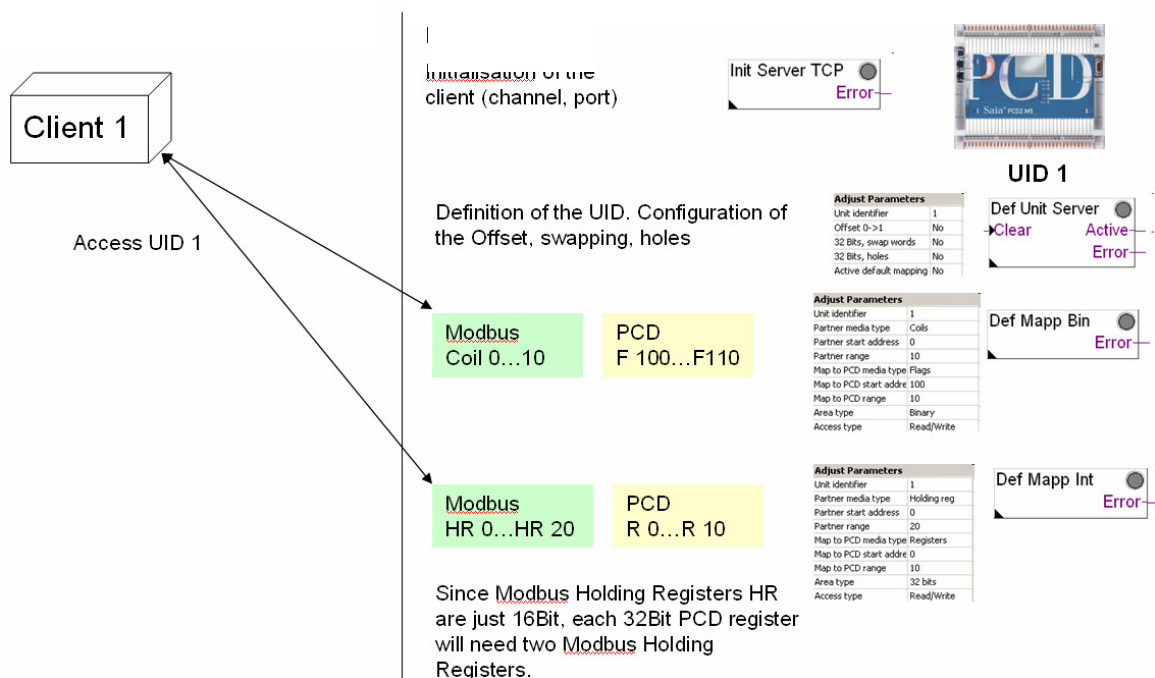 Initialisation of the
client (channel, port)
Init Server TCP
Error
PCD
Saia® PCD2.M5
UID 1
Client 1
Access UID 1
Definition of the UID. Configuration of
the Offset, swapping, holes
Adjust Parameters
Unit identifier 1
Offset 0->1 No
32 Bits, swap words No
32 Bits, holes No
Active default mapping No
Def Unit Server
Clear Active
Error
Modbus
Coil 0...10
PCD
F 100...F110
Adjust Parameters
Unit identifier 1
Partner media type Coils
Partner start address 0
Partner range 10
Map to PCD media type Flags
Map to PCD start addre 100
Map to PCD range 10
Area type Binary
Access type Read/Write
Def Mapp Bin
Error
Modbus
HR 0...HR 20
PCD
R 0...R 10
Adjust Parameters
Unit identifier 1
Partner media type Holding reg
Partner start address 0
Partner range 20
Map to PCD media type Registers
Map to PCD start addre 0
Map to PCD range 10
Area type 32 bits
Access type Read/Write
Def Mapp Int
Error
Since Modbus Holding Registers HR
are just 16Bit, each 32Bit PCD register
will need two Modbus Holding
Registers.